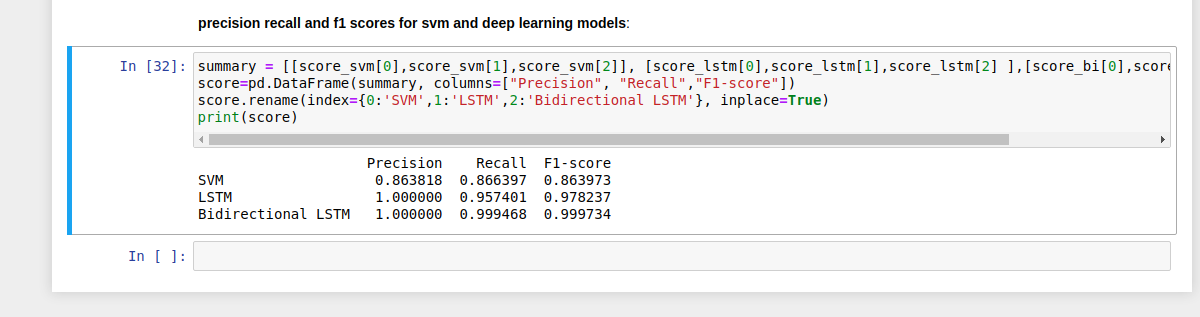 precision recall and f1 scores for svm and deep learning models:
In [32]: summary = [[score_svm[0],score_svm[1],score_svm[2]], [score_lstm[0],score_lstm[1],score_lstm[2] ],[score_bi[0],score
score=pd.DataFrame(summary, columns=["Precision", "Recall","F1-score"])
score.rename(index={0:'SVM',1:'LSTM',2:'Bidirectional LSTM'}, inplace=True)
print(score)
Precision Recall F1-score
SVM 0.863818 0.866397 0.863973
LSTM 1.000000 0.957401 0.978237
Bidirectional LSTM 1.000000 0.999468 0.999734
In [ ]: